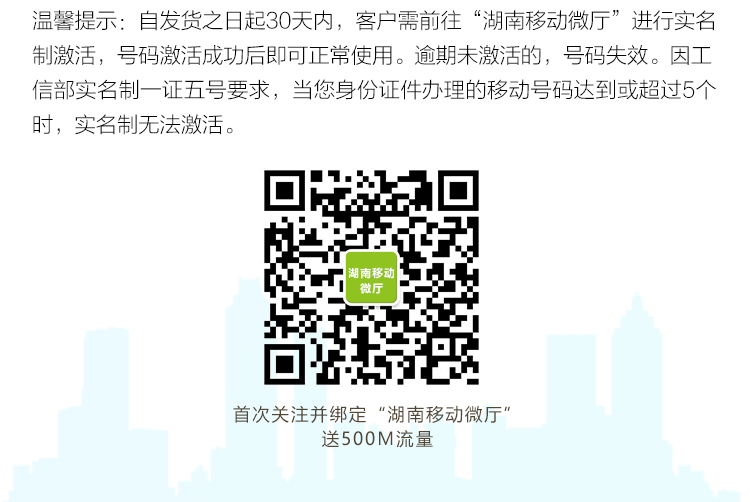 温馨提示：自发货之日起30天内，客户需前往“湖南移动微厅”进行实名
制激活，号码激活成功后即可正常使用。逾期未激活的，号码失效。因工
信部实名制一证五号要求，当您身份证件办理的移动号码达到或超过5个
时，实名制无法激活。
湖南移动
微厅
首次关注并绑定“湖南移动微厅”
送500M流量